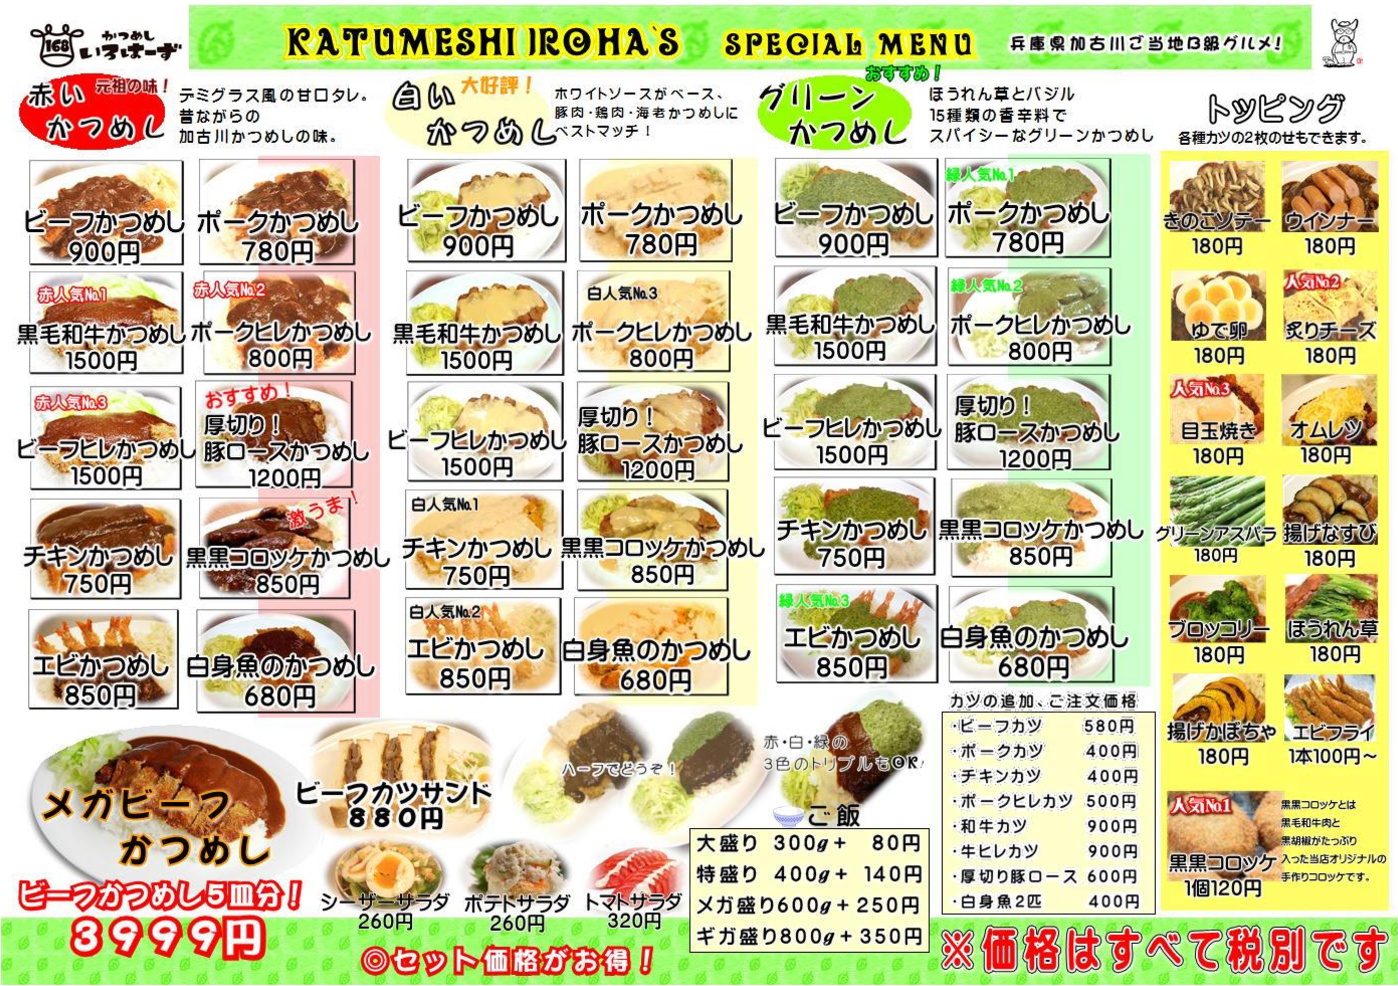 168
かつめし
いろはーず
KATUMESHI IROHA`S SPECIAL MENU
兵庫県加古川ご当地B級グルメ!
赤い
かつめし
元祖の味!
デミグラス風の甘口タレ。
昔ながらの
加古川かつめしの味。
ビーフかつめし
900円
ポークかつめし
780円
赤人気No.1
黒毛和牛かつめし
1500円
赤人気No.2
ポークヒレかつめし
800円
赤人気No.3
ビーフヒレかつめし
1500円
おすすめ!
厚切り!
豚ロースかつめし
1200円
チキンかつめし
750円
激うま!
黒黒コロッケかつめし
850円
エビかつめし
850円
白身魚のかつめし
680円
白い
かつめし
大好評!
ホワイトソースがベース、
豚肉・鶏肉・海老かつめしに
ベストマッチ!
ビーフかつめし
900円
ポークかつめし
780円
黒毛和牛かつめし
1500円
白人気No.3
ポークヒレかつめし
800円
ビーフヒレかつめし
1500円
厚切り!
豚ロースかつめし
1200円
白人気No.1
チキンかつめし
750円
黒黒コロッケかつめし
850円
白人気No.2
エビかつめし
850円
白身魚のかつめし
680円
グリーン
かつめし
おすすめ!
ほうれん草とバジル
15種類の香辛料で
スパイシーなグリーンかつめし
ビーフかつめし
900円
緑人気No.1
ポークかつめし
780円
黒毛和牛かつめし
1500円
緑人気No.2
ポークヒレかつめし
800円
ビーフヒレかつめし
1500円
厚切り!
豚ロースかつめし
1200円
チキンかつめし
750円
黒黒コロッケかつめし
850円
緑人気No.3
エビかつめし
850円
白身魚のかつめし
680円
トッピング
各種カツの2枚のせもできます。
きのこソテー
180円
ウインナー
180円
ゆで卵
180円
人気No.2
炙りチーズ
180円
人気No.3
目玉焼き
180円
オムレツ
180円
グリーンアスパラ
180円
揚げなすび
180円
ブロッコリー
180円
ほうれん草
180円
揚げかぼちゃ
180円
エビフライ
1本100円~
人気No.1
黒黒コロッケ
1個120円
黒黒コロッケとは
黒毛和牛肉と
黒胡椒がたっぷり
入った当店オリジナルの
手作りコロッケです。
メガビーフ
かつめし
ビーフかつめし5皿分!
3999円
ビーフカツサンド
880円
ハーフでどうぞ!
赤・白・緑の
3色のトリプルもOK!
シーザーサラダ
260円
ポテトサラダ
260円
トマトサラダ
320円
◎セット価格がお得!
ご飯
大盛り 300g+ 80円
特盛り 400g+ 140円
メガ盛り600g+250円
ギガ盛り800g+350円
カツの追加、ご注文価格
・ビーフカツ 580円
・ポークカツ 400円
・チキンカツ 400円
・ポークヒレカツ 500円
・和牛カツ 900円
・牛ヒレカツ 900円
・厚切り豚ロース 600円
・白身魚2匹 400円
※価格はすべて税別です